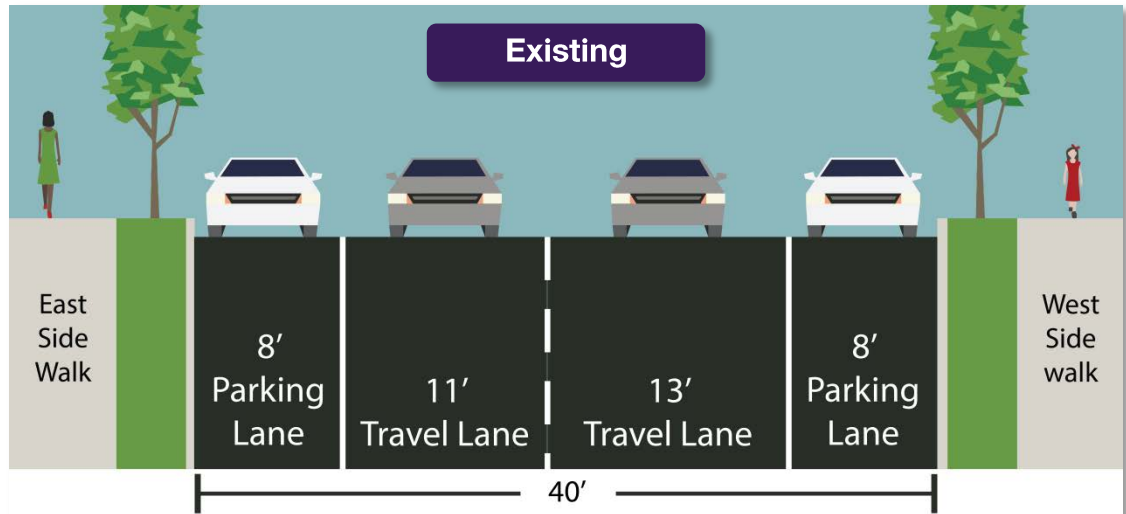 Existing
East
Side
Walk
8’
Parking
Lane
11’
Travel Lane
13’
Travel Lane
8’
Parking
Lane
West
Side
walk
40’